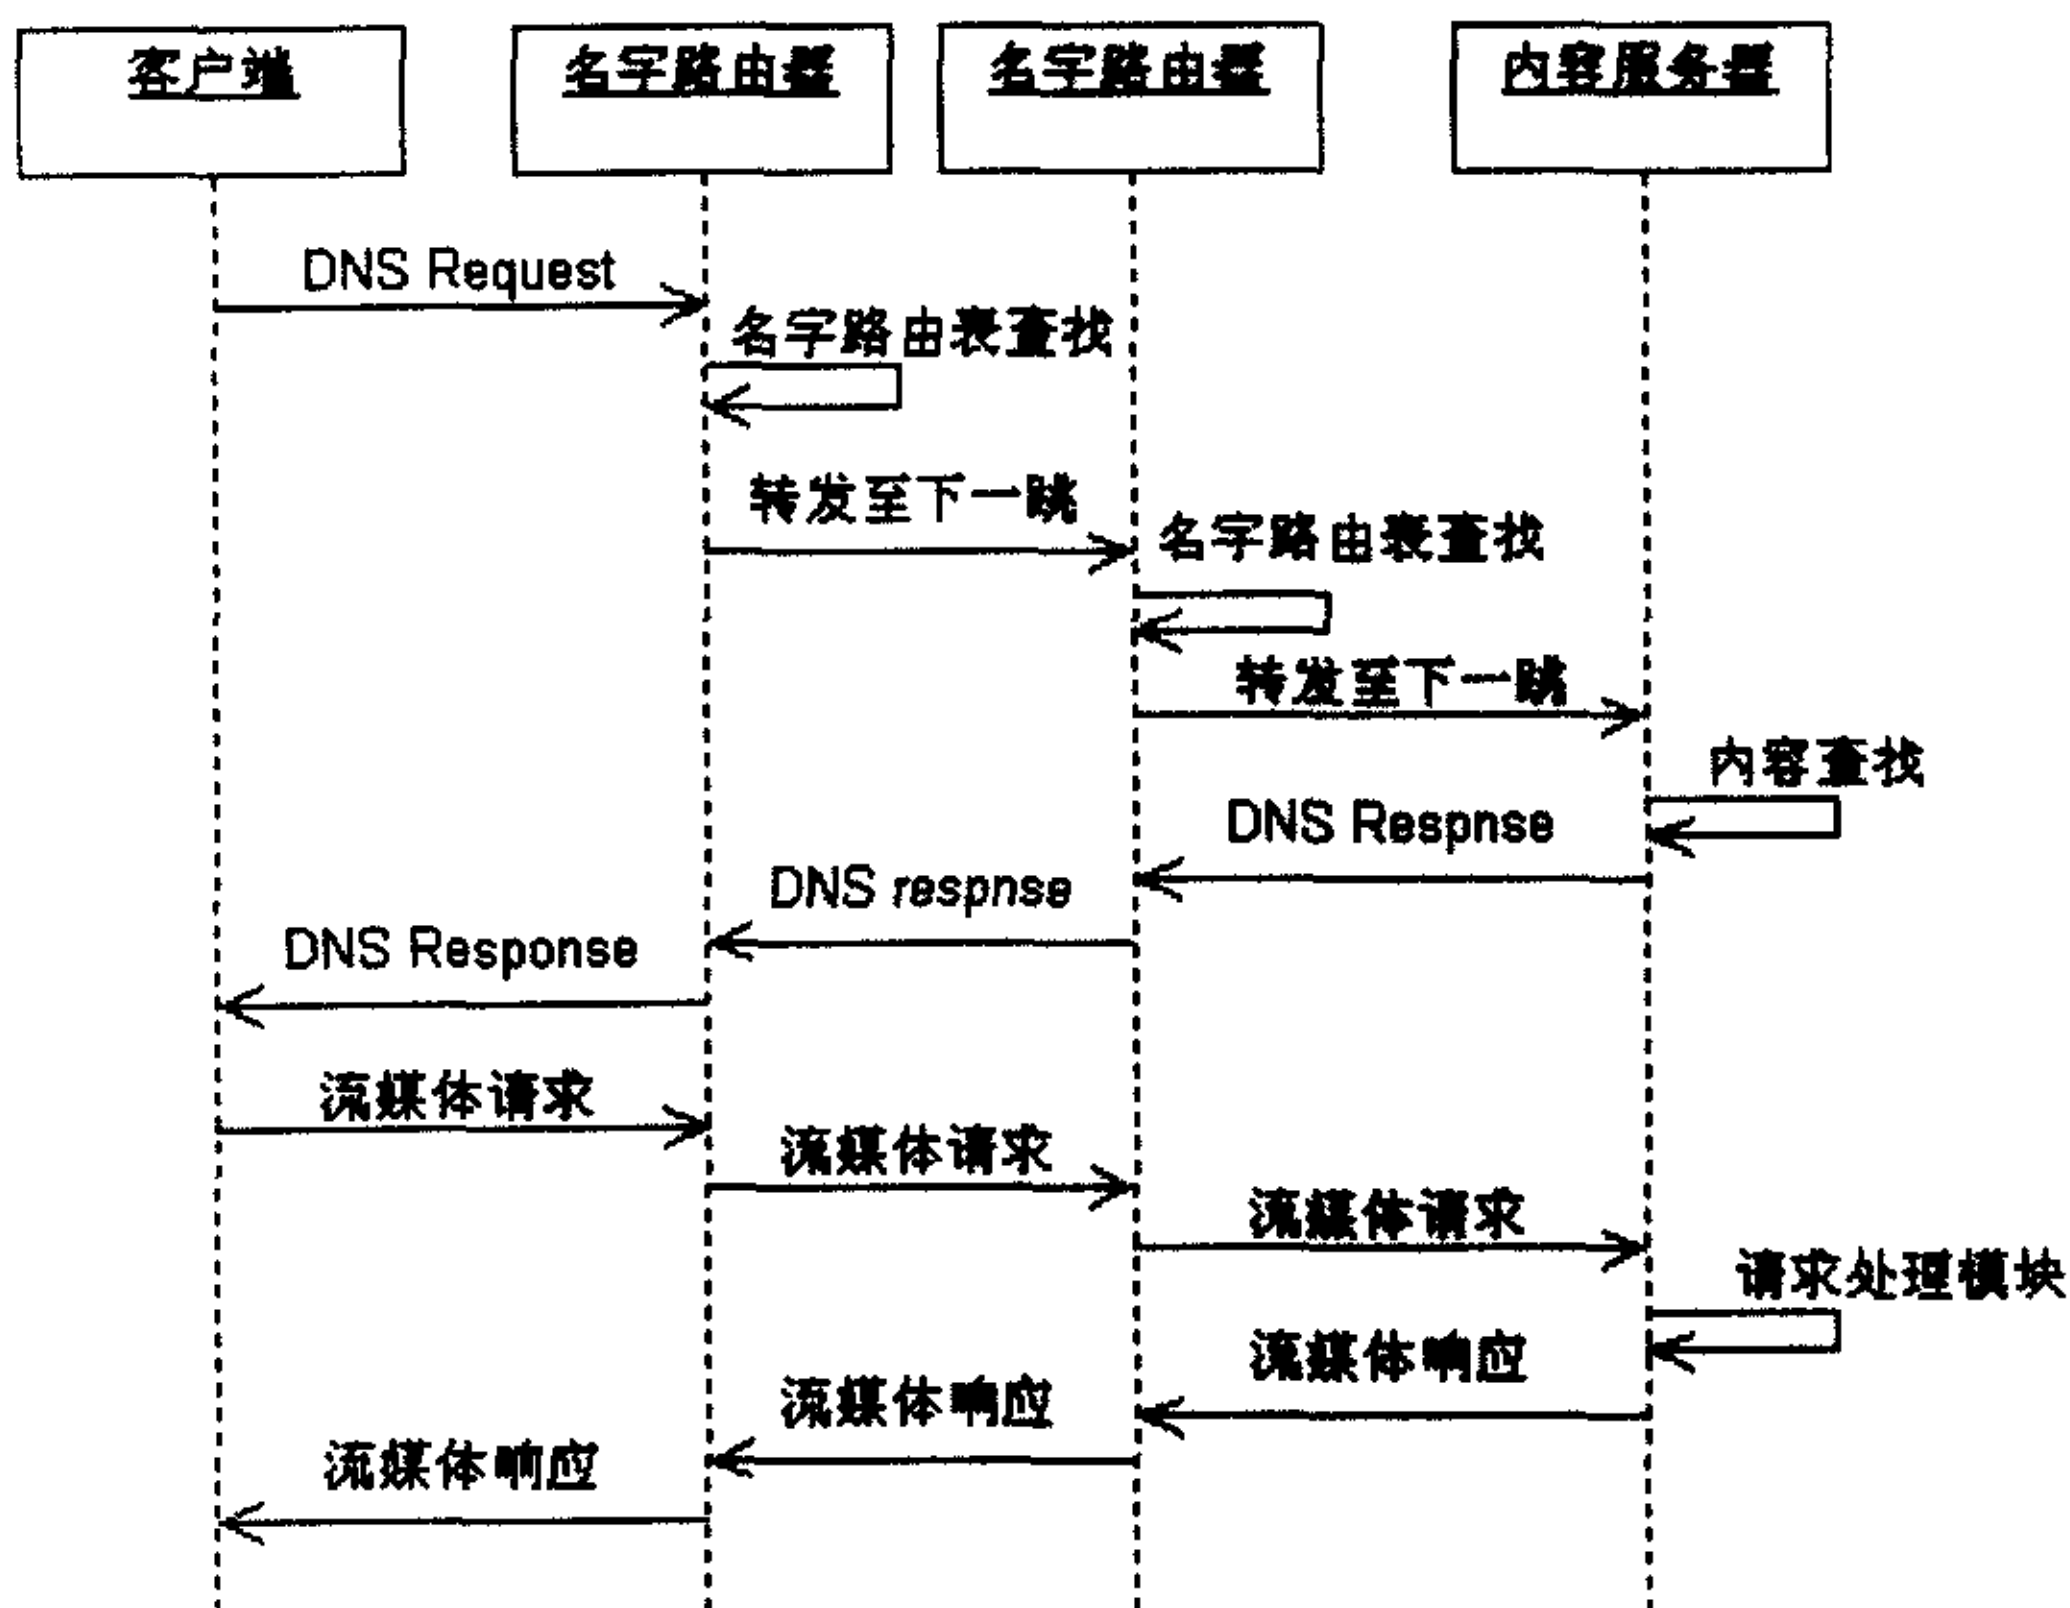 客户端
名字路由器
名字路由器
内容服务器
DNS Request
名字路由表查找
转发至下一跳
名字路由表查找
转发至下一跳
内容查找
DNS Respnse
DNS respnse
DNS Response
流媒体请求
流媒体请求
流媒体请求
请求处理模块
流媒体响应
流媒体响应
流媒体响应